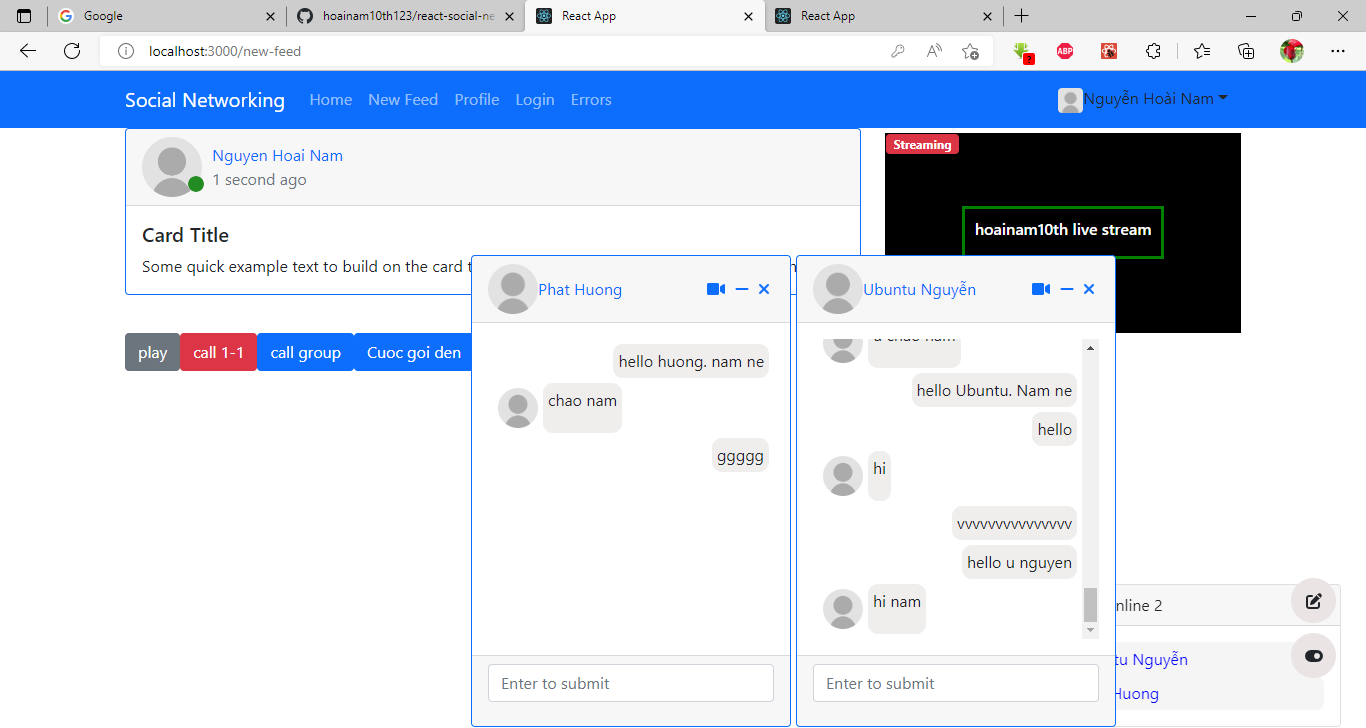 Google
hoainam10th123/react-social-ne
React App
React App
localhost:3000/new-feed
ABP
?
Social Networking
Home
New Feed
Profile
Login
Errors
Nguyễn Hoài Nam
Nguyen Hoai Nam
1 second ago
Streaming
hoainam10th live stream
Card Title
Some quick example text to build on the card
play
call 1-1
call group
Cuoc goi den
Phat Huong
hello huong. nam ne
chao nam
ggggg
Enter to submit
Ubuntu Nguyễn
u chao nam
hello Ubuntu. Nam ne
hello
hi
vvvvvvvvvvvvvvv
hello u nguyen
hi nam
Enter to submit
nline 2
tu Nguyễn
Huong